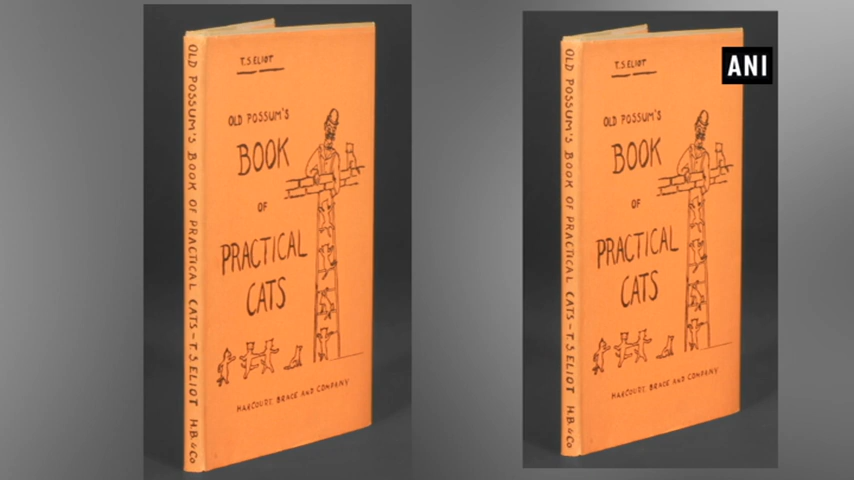 T.S ELIOT
OLD POSSUM'S
BOOK
OF
PRACTICAL
CATS
HARCOURT, BRACE AND COMPANY
OLD POSSUM'S BOOK OF PRACTICAL CATS – T. S ELIOT H.B. & Co
T.S ELIOT
OLD POSSUM'S
BOOK
OF
PRACTICAL
CATS
HARCOURT, BRACE AND COMPANY
OLD POSSUM'S BOOK OF PRACTICAL CATS – T. S ELIOT H.B. & Co
ANI